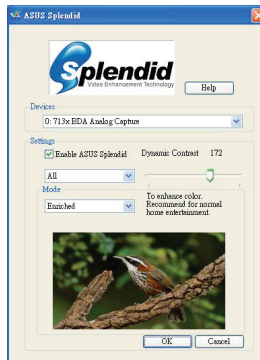 ASUS Splendid
Splendid
Video Enhancement Technology
Help
Devices
0: 713x BDA Analog Capture
Settings
Enable ASUS Splendid
Dynamic Contrast 172
All
Mode
Enriched
To enhance color.
Recommend for normal
home entertainment.
OK
Cancel